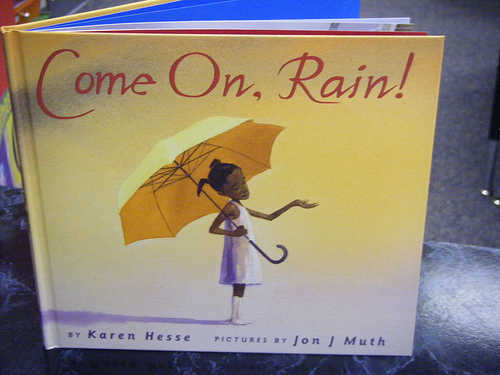 Come On, Rain!
BY Karen Hesse PICTURES BY Jon J Muth